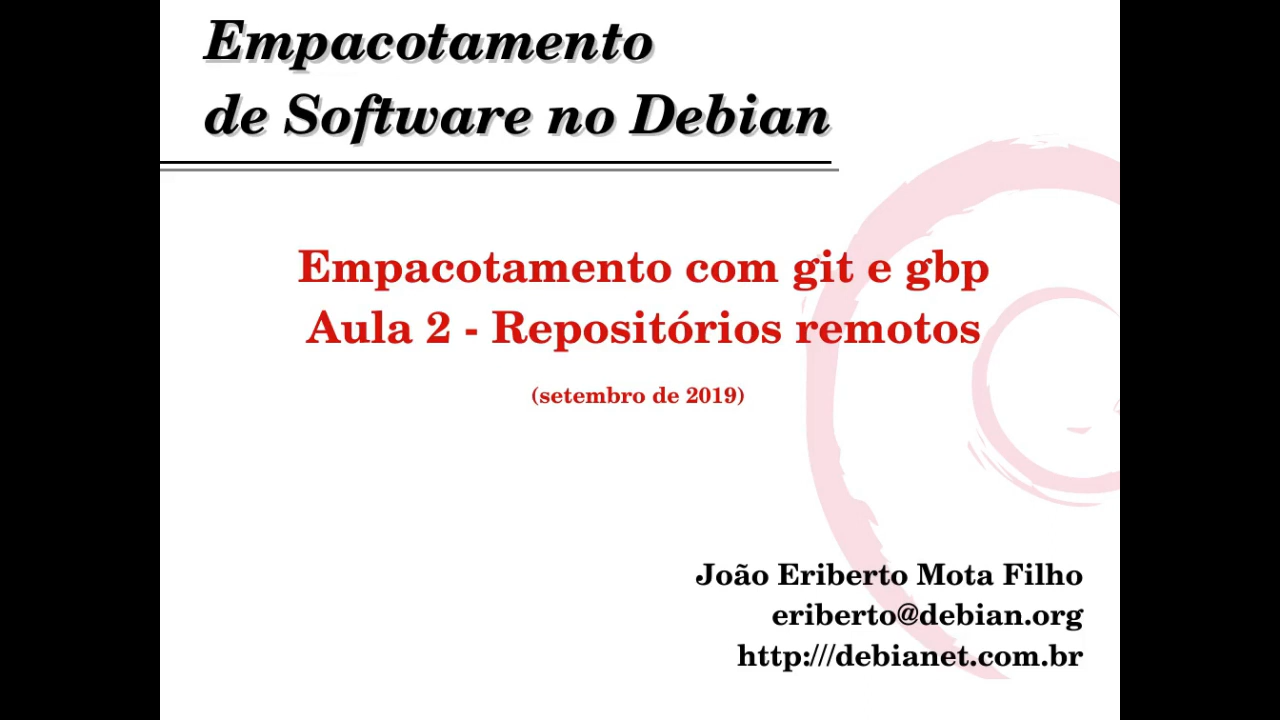 Empacotamento
de Software no Debian
Empacotamento com git e gbp
Aula 2 - Repositórios remotos
(setembro de 2019)
João Eriberto Mota Filho
eriberto@debian.org
http:///debianet.com.br